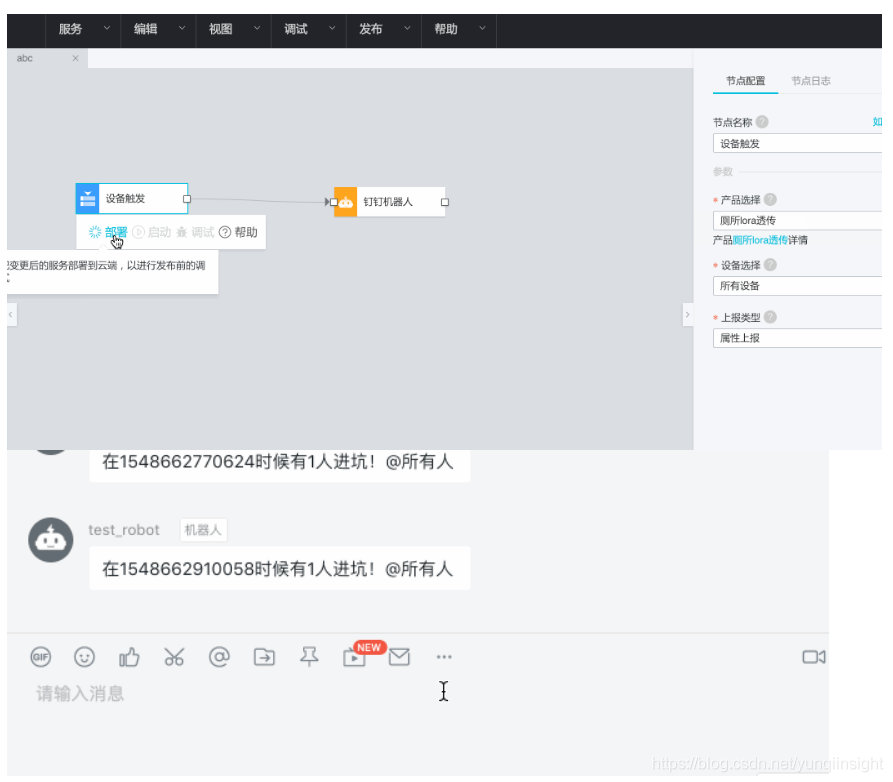 服务 编辑 视图 调试 发布 帮助
abc
节点配置 节点日志
节点名称
如
设备触发
参数
* 产品选择
厕所lora透传
产品厕所lora透传详情
* 设备选择
所有设备
* 上报类型
属性上报
设备触发
钉钉机器人
部署 启动 调试 帮助
变更后的服务部署到云端，以进行发布前的调
在1548662770624时候有1人进坑！@所有人
test_robot 机器人
在1548662910058时候有1人进坑！@所有人
GIF
NEW
请输入消息
https://blog.csdn.net/yunqiinsight